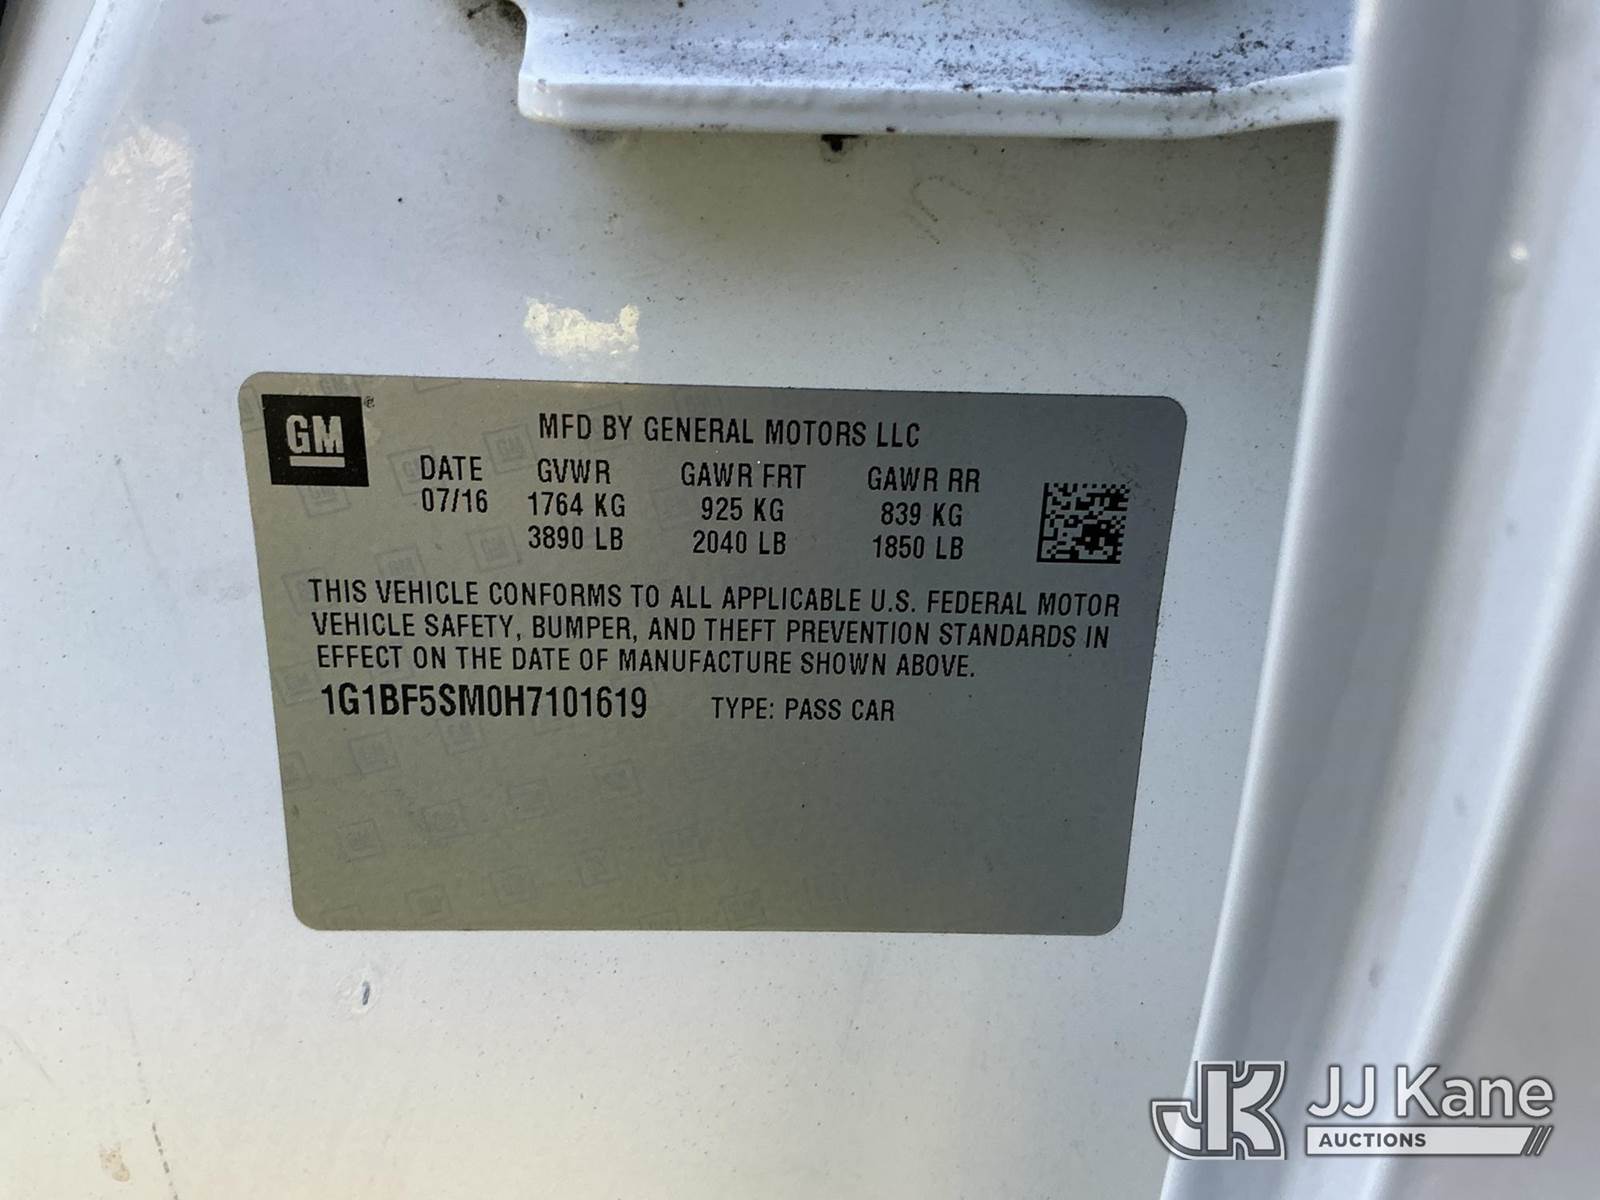 GM®
MFD BY GENERAL MOTORS LLC
DATE GVWR GAWR FRT GAWR RR
07/16 1764 KG 925 KG 839 KG
3890 LB 2040 LB 1850 LB
THIS VEHICLE CONFORMS TO ALL APPLICABLE U.S. FEDERAL MOTOR
VEHICLE SAFETY, BUMPER, AND THEFT PREVENTION STANDARDS IN
EFFECT ON THE DATE OF MANUFACTURE SHOWN ABOVE.
1G1BF5SM0H7101619 TYPE: PASS CAR
JK JJ Kane
AUCTIONS